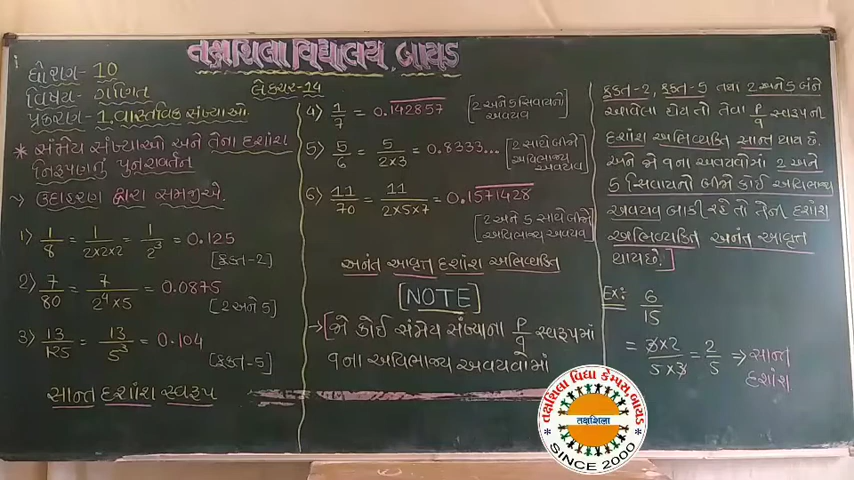 તક્ષશિલા વિદ્યાલય, બાયડ
ધોરણ- 10
વિષય- ગણિત
પ્રકરણ- 1, વાસ્તવિક સંખ્યાઓ.
લેક્ચર-14
* સંમેય સંખ્યાઓ અને તેના દશાંશ
નિરૂપણનું પુનરાવર્તન
~> ઉદાહરણ દ્વારા સમજીએ.
1) 1/8 = 1/(2×2×2) = 1/2³ = 0.125
[ફક્ત-2]
2) 7/80 = 7/(2⁴×5) = 0.0875
[2 અને 5]
3) 13/125 = 13/5³ = 0.104
[ફક્ત-5]
સાન્ત દશાંશ સ્વરૂપ
4) 1/7 = 0.142857
[2 અને 5 સિવાયનો
અવયવ]
5) 5/6 = 5/(2×3) = 0.8333...
[2 સાથે બીજો
અવિભાજ્ય
અવયવ]
6) 11/70 = 11/(2×5×7) = 0.1571428
[2 અને 5 સાથે બીજો
અવિભાજ્ય અવયવ]
અનંત આવૃત દશાંશ અભિવ્યક્તિ
[NOTE]
→[જો કોઈ સંમેય સંખ્યાના p/q સ્વરૂપમાં
qના અવિભાજ્ય અવયવોમાં
ફક્ત-2, ફક્ત-5 તથા 2 અને 5 બંને
આવેલા હોય તો તેવા p/q સ્વરૂપની
દશાંશ અભિવ્યક્તિ સાન્ત થાય છે.
અને જો qના અવયવોમાં 2 અને
5 સિવાયનો બીજો કોઈ અવિભાજ્ય
અવયવ બાકી રહે તો તેની દશાંશ
અભિવ્યક્તિ અનંત આવૃત
થાય છે.]
Ex: 6/15
= (3×2)/(5×3) = 2/5 ⇒ સાન્ત
દશાંશ
તક્ષશિલા વિદ્યા કેમ્પસ બાયડ
તક્ષશિલા
* SINCE 2000 *